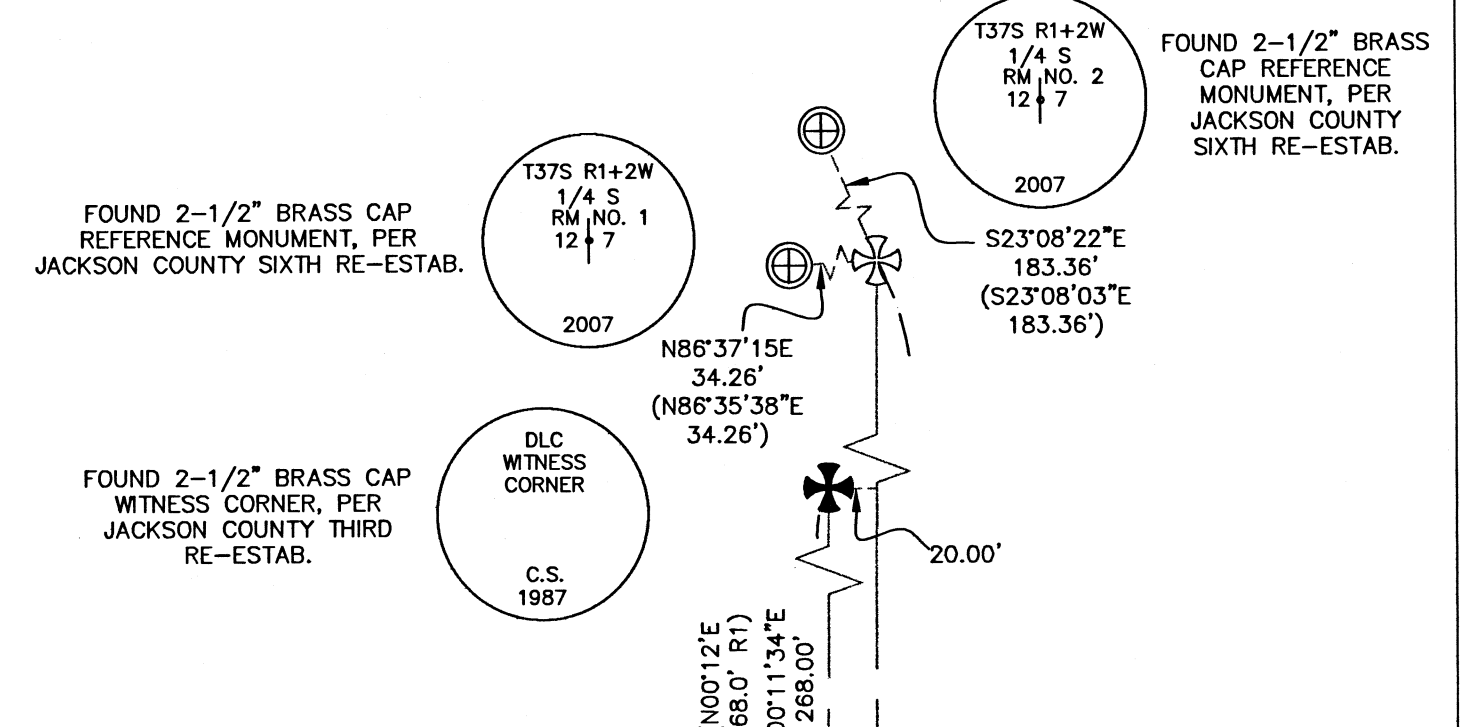 T37S R1+2W
1/4 S
RM NO. 2
12 7
2007
FOUND 2-1/2" BRASS
CAP REFERENCE
MONUMENT, PER
JACKSON COUNTY
SIXTH RE-ESTAB.
FOUND 2-1/2" BRASS CAP
REFERENCE MONUMENT, PER
JACKSON COUNTY SIXTH RE-ESTAB.
T37S R1+2W
1/4 S
RM NO. 1
12 7
2007
S23°08'22"E
183.36'
(S23°08'03"E
183.36')
N86°37'15E
34.26'
(N86°35'38"E
34.26')
FOUND 2-1/2" BRASS CAP
WITNESS CORNER, PER
JACKSON COUNTY THIRD
RE-ESTAB.
DLC
WITNESS
CORNER
C.S.
1987
20.00'
N00°12'E
68.0' R1)
00°11'34"E
268.00'